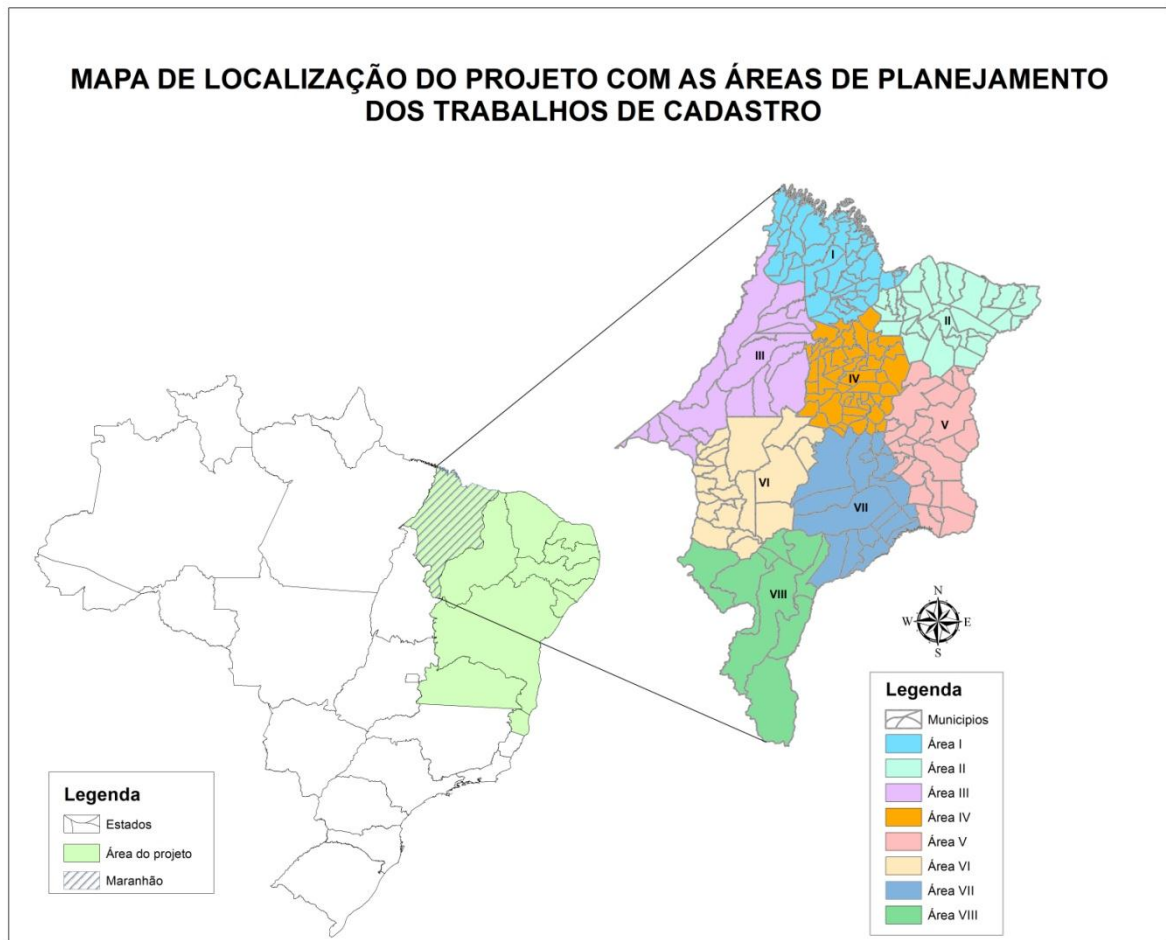 MAPA DE LOCALIZAÇÃO DO PROJETO COM AS ÁREAS DE PLANEJAMENTO
DOS TRABALHOS DE CADASTRO
I
II
III
IV
V
VI
VII
VIII
N
W
E
S
Legenda
Estados
Área do projeto
Maranhão
Legenda
Municipios
Área I
Área II
Área III
Área IV
Área V
Área VI
Área VII
Área VIII